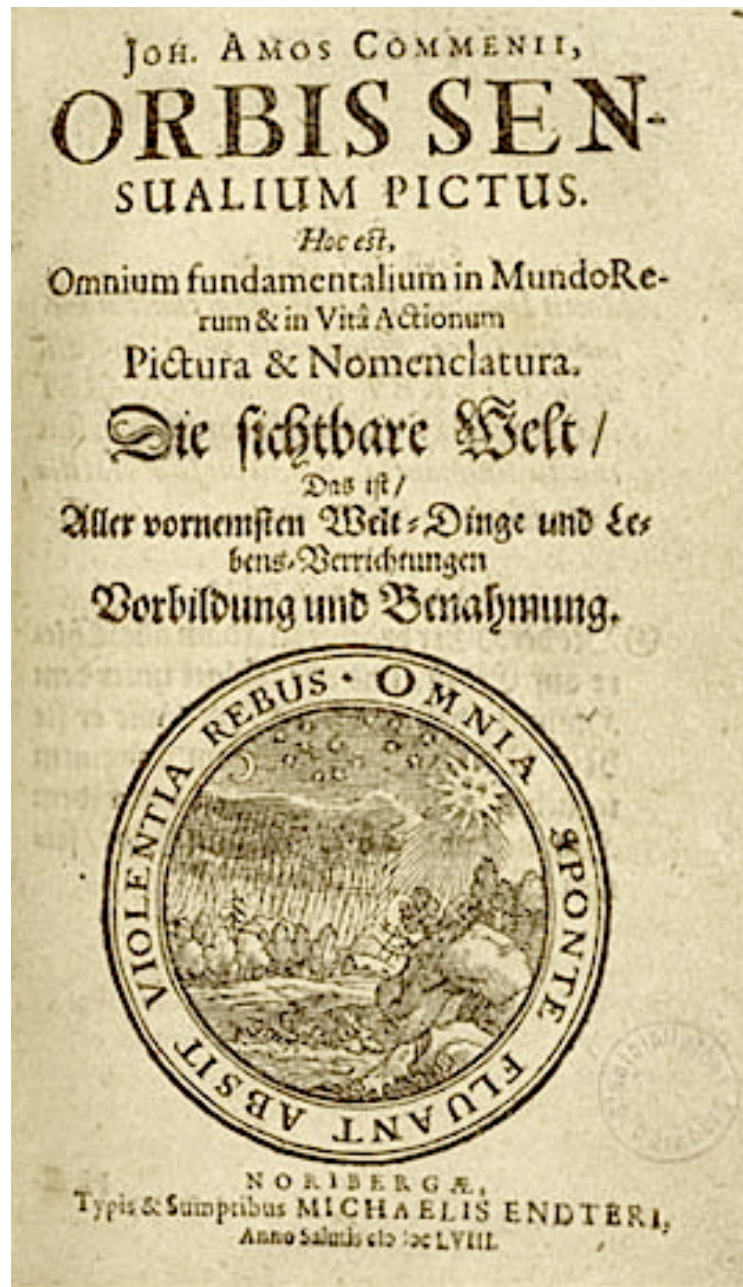 JOH. AMOS COMMENII,
ORBIS SEN-
SUALIUM PICTUS.
Hoc est,
Omnium fundamentalium in Mundo Re-
rum & in Vitâ Actionum
Pictura & Nomenclatura.
Die sichtbare Welt /
Das ist /
Aller vornemsten Welt-Dinge und Le-
bens-Verrichtungen
Vorbildung und Benahmung.
OMNIA SPONTE FLUANT ABSIT VIOLENTIA REBUS ·
NORIBERGÆ,
Typis & Sumptibus MICHAELIS ENDTERI,
Anno Salutis LVIII.